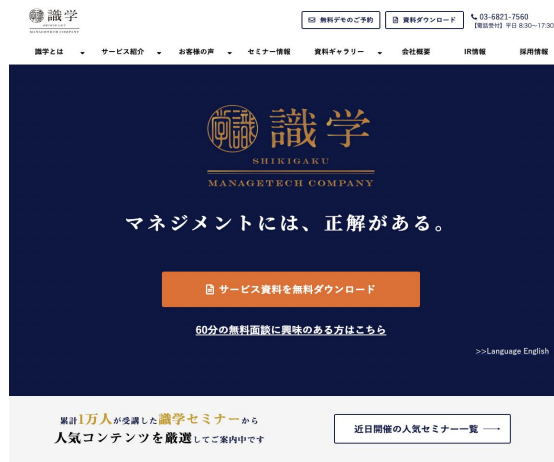 識学
SHIKIGAKU
MANAGETECH COMPANY
無料デモのご予約
資料ダウンロード
03-6821-7560
【電話受付】平日 8:30~17:30
識学とは
サービス紹介
お客様の声
セミナー情報
資料ギャラリー
会社概要
IR情報
採用情報
學識 識学
SHIKIGAKU
MANAGETECH COMPANY
マネジメントには、正解がある。
サービス資料を無料ダウンロード
60分の無料面談に興味のある方はこちら
>>Language English
累計1万人が受講した識学セミナーから
人気コンテンツを厳選してご案内中です
近日開催の人気セミナー一覧